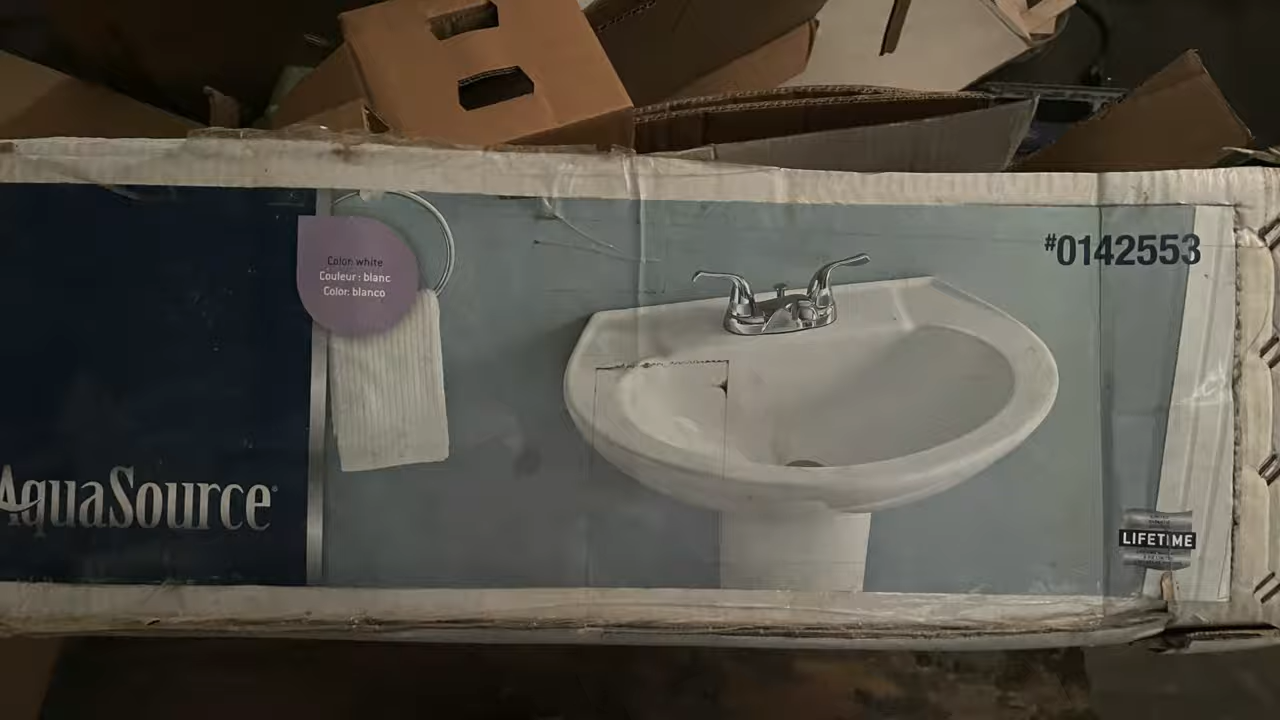 Color: white
Couleur : blanc
Color: blanco
#0142553
AquaSource®
LIFETIME